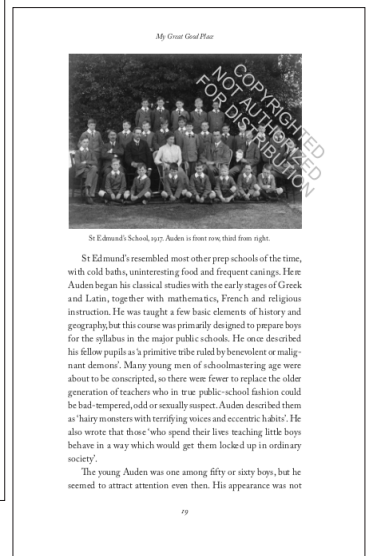 My Great Good Place
COPYRIGHTED
NOT AUTHORIZED
FOR DISTRIBUTION
St Edmund's School, 1917. Auden is front row, third from right.
St Edmund's resembled most other prep schools of the time,
with cold baths, uninteresting food and frequent canings. Here
Auden began his classical studies with the early stages of Greek
and Latin, together with mathematics, French and religious
instruction. He was taught a few basic elements of history and
geography, but this course was primarily designed to prepare boys
for the syllabus in the major public schools. He once described
his fellow pupils as 'a primitive tribe ruled by benevolent or malig-
nant demons'. Many young men of schoolmastering age were
about to be conscripted, so there were fewer to replace the older
generation of teachers who in true public-school fashion could
be bad-tempered, odd or sexually suspect. Auden described them
as 'hairy monsters with terrifying voices and eccentric habits'. He
also wrote that those 'who spend their lives teaching little boys
behave in a way which would get them locked up in ordinary
society'.
The young Auden was one among fifty or sixty boys, but he
seemed to attract attention even then. His appearance was not
19